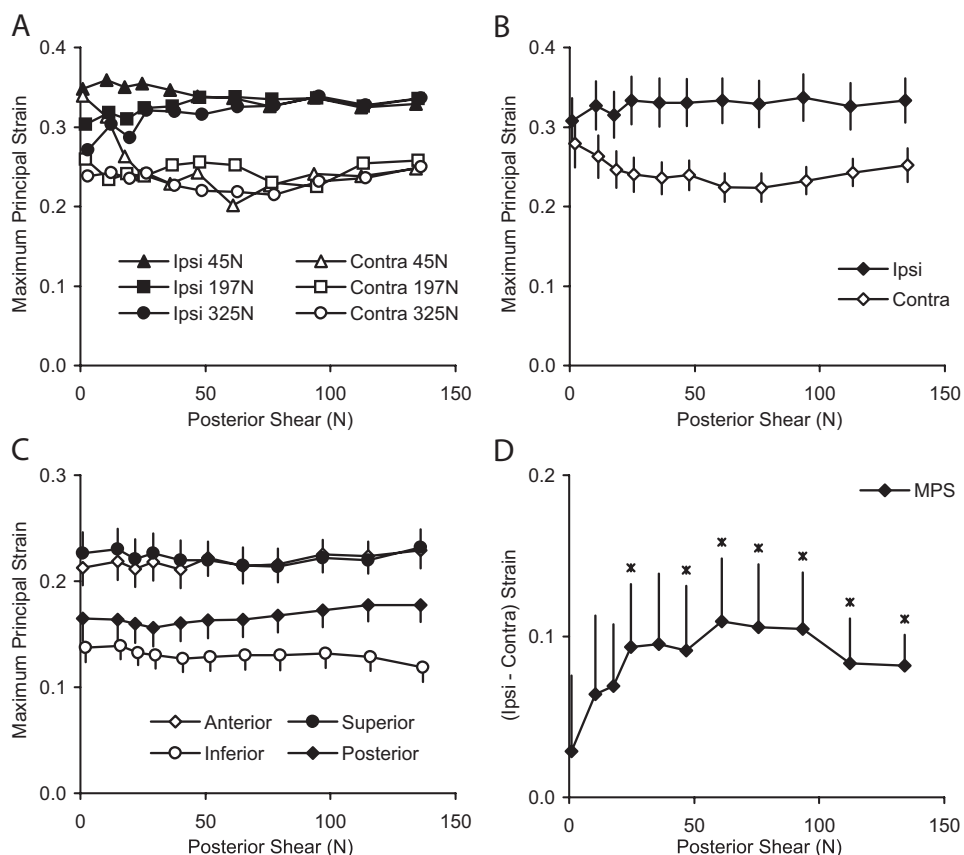 A
Maximum Principal Strain
0.4
0.3
0.2
0.1
0.0
Ipsi 45N
Ipsi 197N
Ipsi 325N
Contra 45N
Contra 197N
Contra 325N
0 50 100 150
Posterior Shear (N)
B
Maximum Principal Strain
0.4
0.3
0.2
0.1
0.0
Ipsi
Contra
0 50 100 150
Posterior Shear (N)
C
Maximum Principal Strain
0.3
0.2
0.1
0.0
Anterior
Superior
Inferior
Posterior
0 50 100 150
Posterior Shear (N)
D
(Ipsi - Contra) Strain
0.2
0.1
0.0
MPS
* * * * * * *
0 50 100 150
Posterior Shear (N)